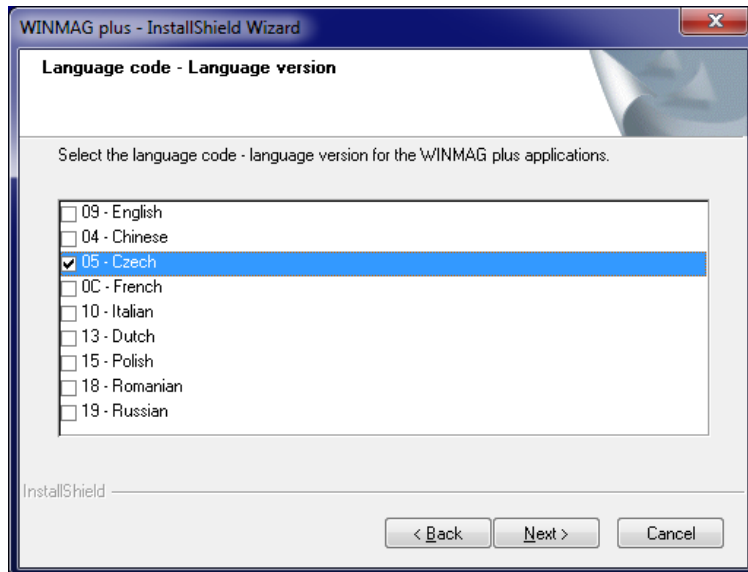 WINMAG plus - InstallShield Wizard
Language code - Language version
Select the language code - language version for the WINMAG plus applications.
09 - English
04 - Chinese
05 - Czech
0C - French
10 - Italian
13 - Dutch
15 - Polish
18 - Romanian
19 - Russian
InstallShield
< Back Next > Cancel